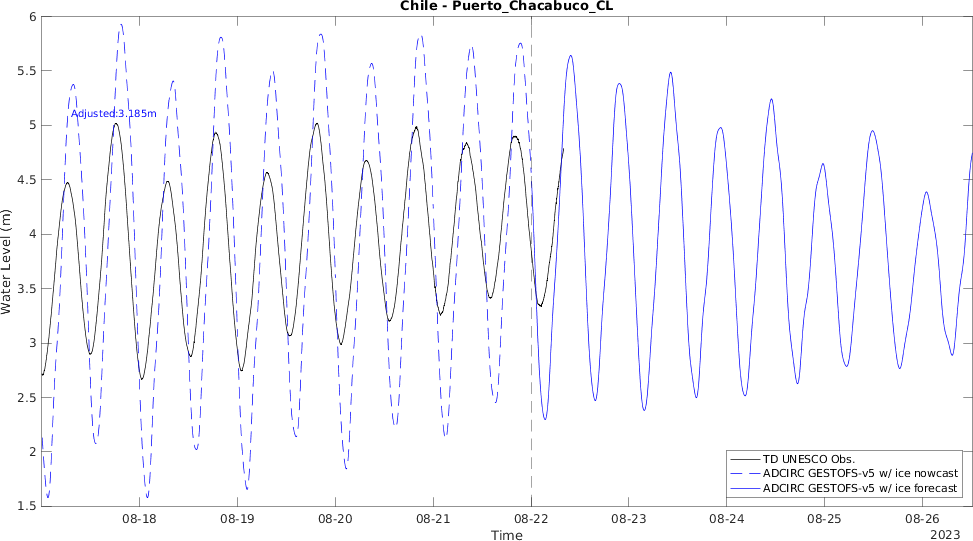 Chile - Puerto_Chacabuco_CL
Water Level (m)
6
5.5
5
4.5
4
3.5
3
2.5
2
1.5
Adjusted:3.185m
TD UNESCO Obs.
ADCIRC GESTOFS-v5 w/ ice nowcast
ADCIRC GESTOFS-v5 w/ ice forecast
08-18 08-19 08-20 08-21 08-22 08-23 08-24 08-25 08-26
Time
2023